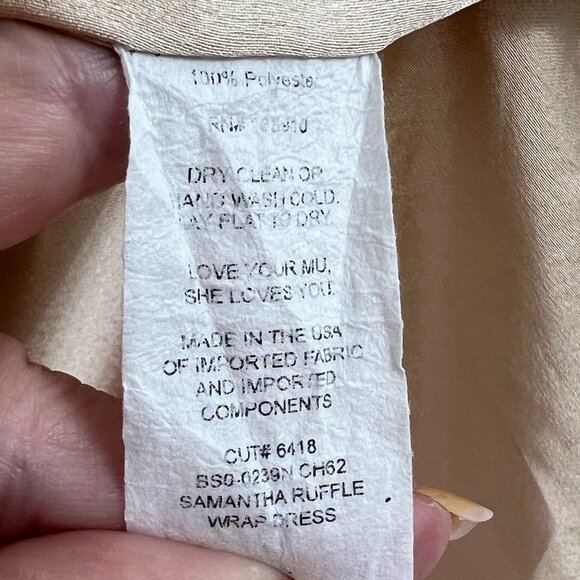 100% Polyester
RN#
DRY CLEAN OR
HAND WASH COLD.
LAY FLAT TO DRY.
LOVE YOUR MU,
SHE LOVES YOU.
MADE IN THE USA
OF IMPORTED FABRIC
AND IMPORTED
COMPONENTS
CUT# 6418
BS0-0239N CH62
SAMANTHA RUFFLE
WRAP DRESS